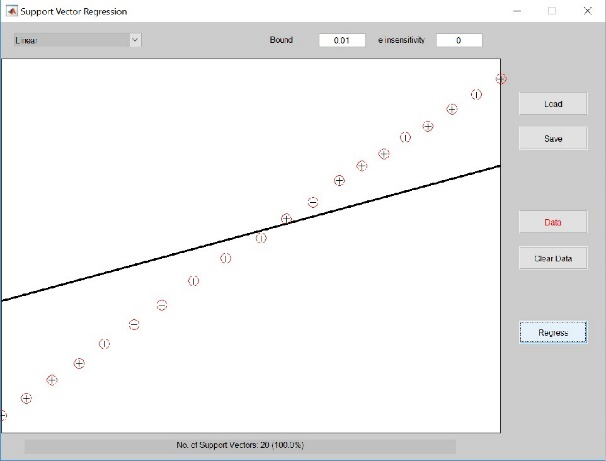 Support Vector Regression
Linear
Bound 0.01 e insensitivity 0
Load
Save
Data
Clear Data
Regress
No. of Support Vectors: 20 (100.0%)